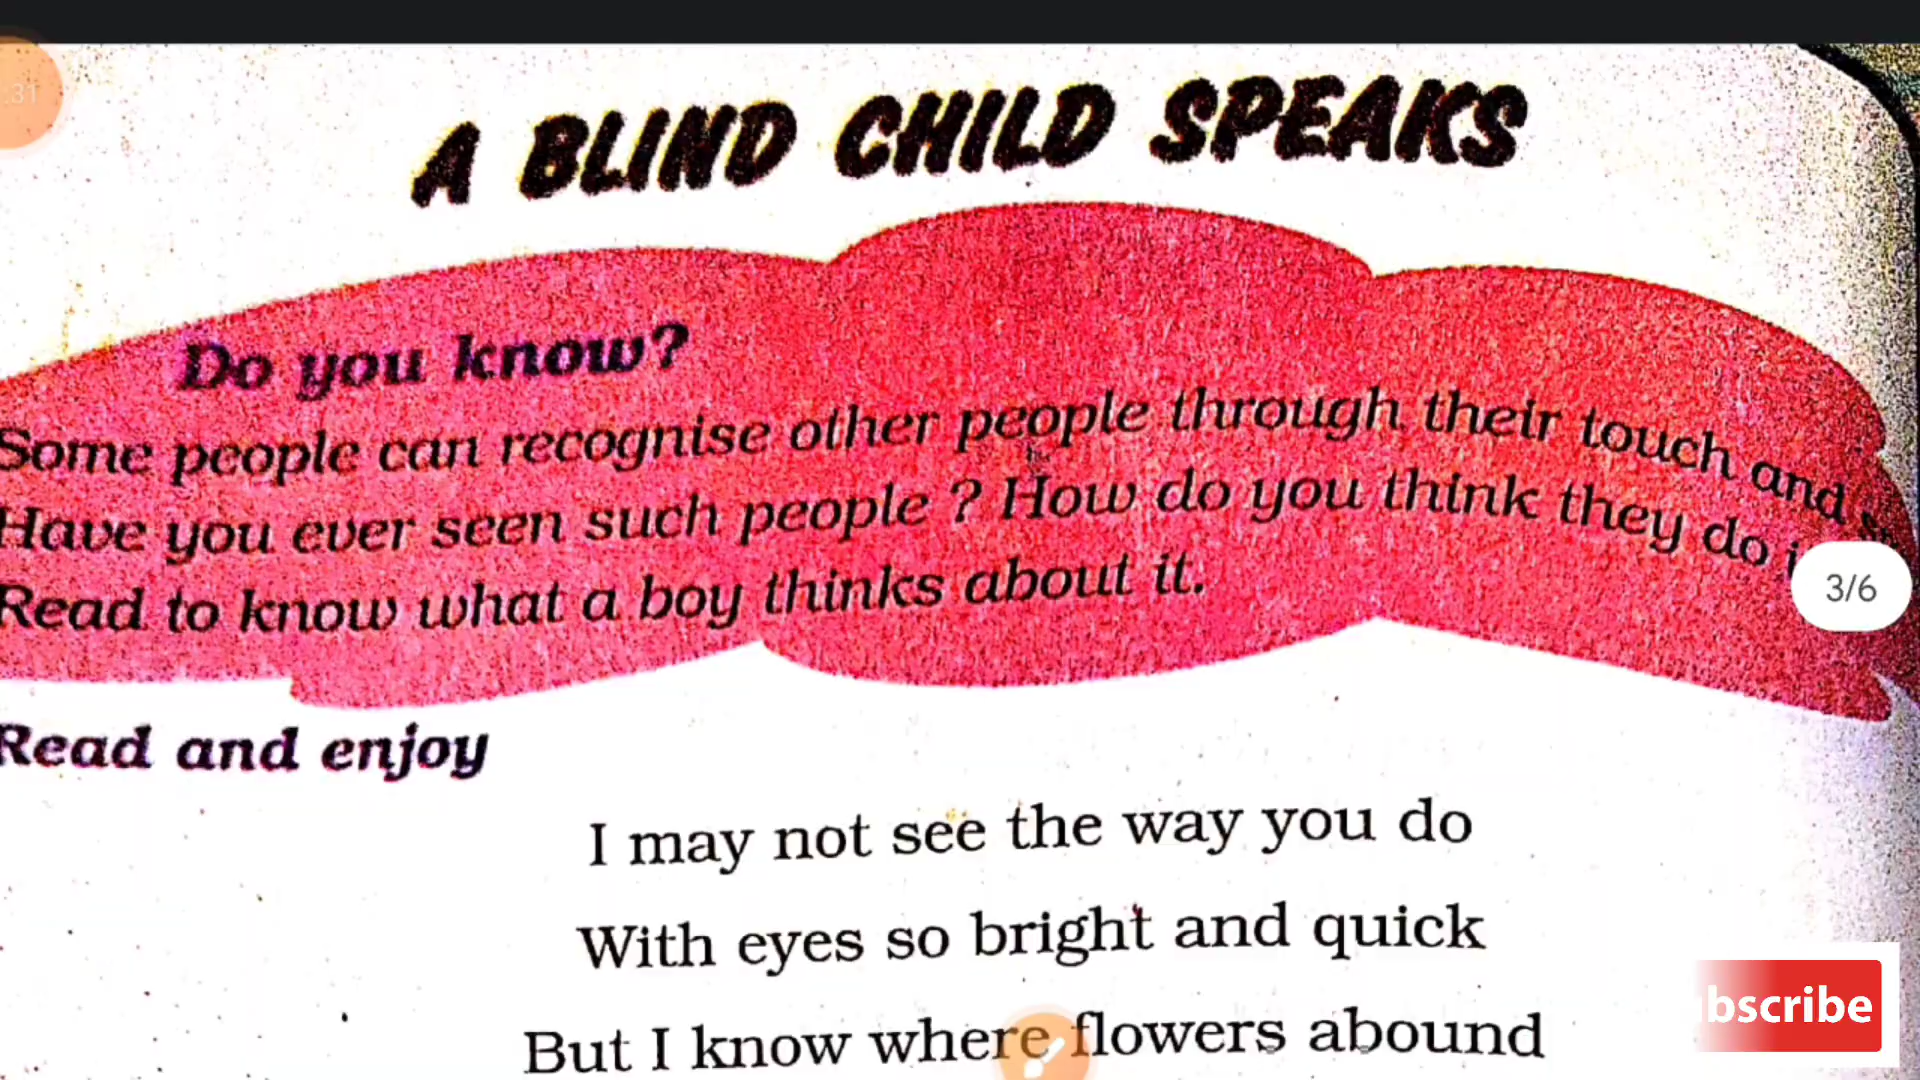 .31
A BLIND CHILD SPEAKS
Do you know?
Some people can recognise other people through their touch and
Have you ever seen such people ? How do you think they do
Read to know what a boy thinks about it.
3/6
Read and enjoy
I may not see the way you do
With eyes so bright and quick
bscribe
But I know where flowers abound